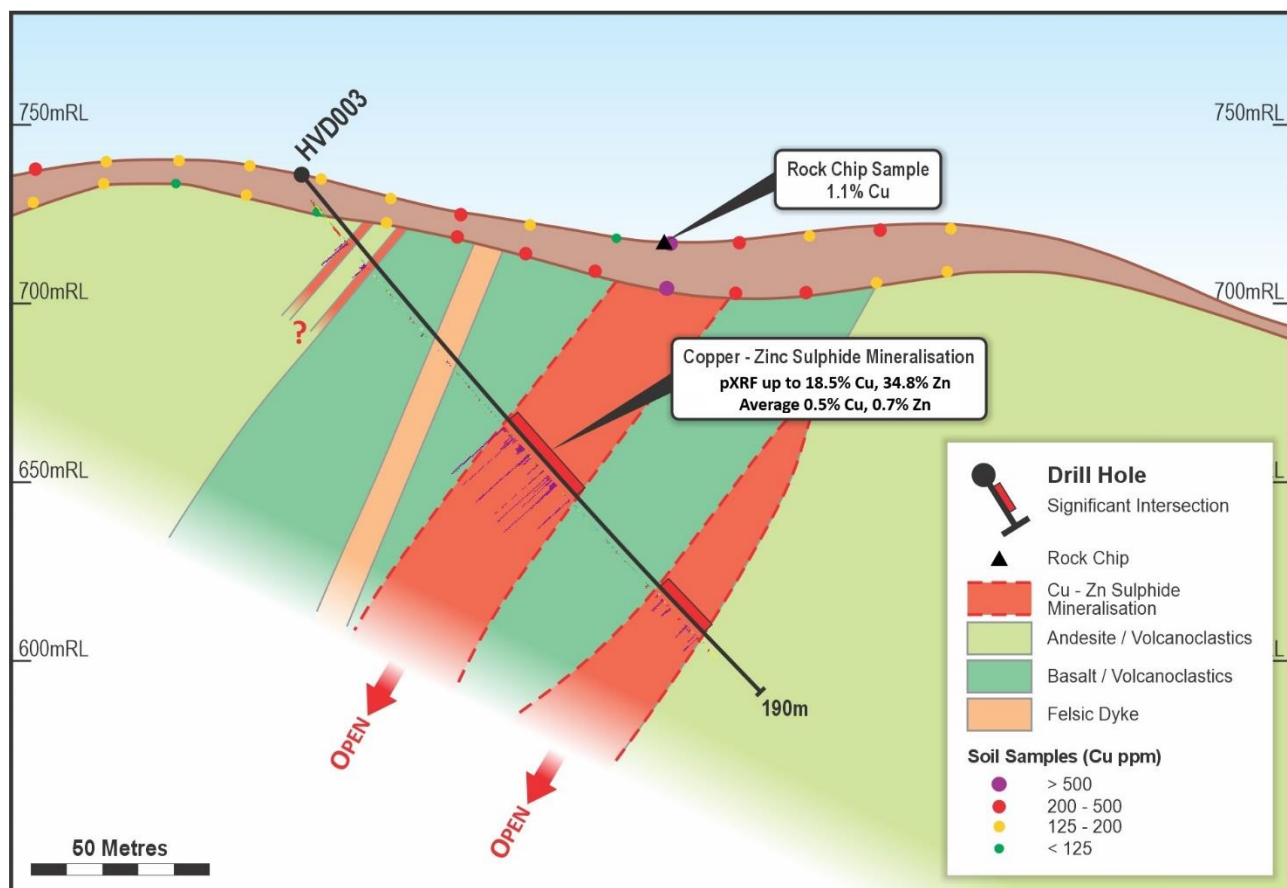 750mRL
750mRL
HVD003
Rock Chip Sample
1.1% Cu
700mRL
700mRL
?
Copper - Zinc Sulphide Mineralisation
pXRF up to 18.5% Cu, 34.8% Zn
Average 0.5% Cu, 0.7% Zn
650mRL
650mRL
600mRL
600mRL
190m
OPEN
OPEN
50 Metres
Drill Hole
Significant Intersection
Rock Chip
Cu - Zn Sulphide
Mineralisation
Andesite / Volcanoclastics
Basalt / Volcanoclastics
Felsic Dyke
Soil Samples (Cu ppm)
> 500
200 - 500
125 - 200
< 125